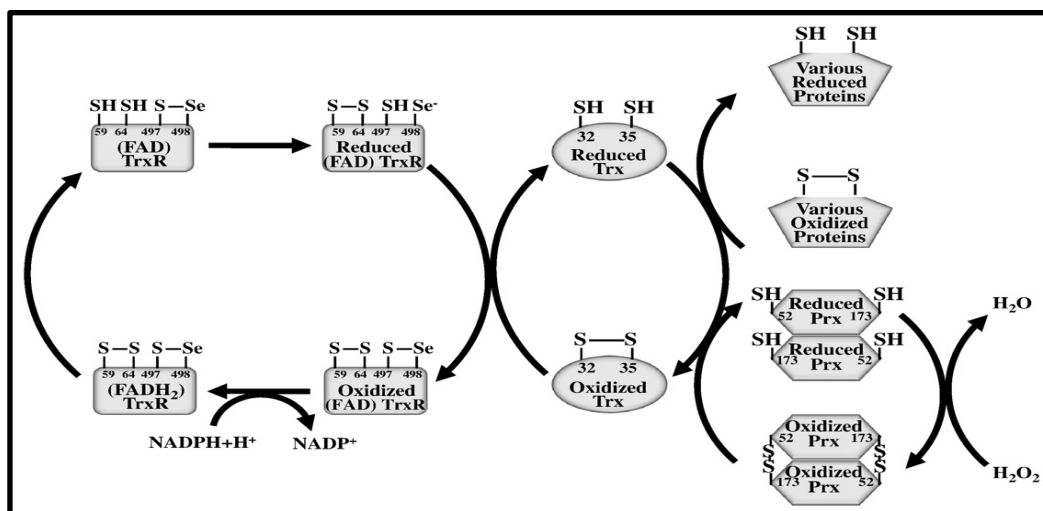 SH SH
Various
Reduced
Proteins
SH SH S—Se
59 64 497 498
(FAD)
TrxR
S—S SH Se⁻
59 64 497 498
Reduced
(FAD) TrxR
SH SH
32 35
Reduced
Trx
S—S
Various
Oxidized
Proteins
SH SH
Reduced
52 Prx 173
SH SH
Reduced
173 Prx 52
H₂O
S—S S—Se
59 64 497 498
(FADH₂)
TrxR
S—S S—Se
59 64 497 498
Oxidized
(FAD) TrxR
S—S
32 35
Oxidized
Trx
NADPH+H⁺ NADP⁺
Oxidized
52 Prx 173
S S
S S
Oxidized
173 Prx 52
H₂O₂